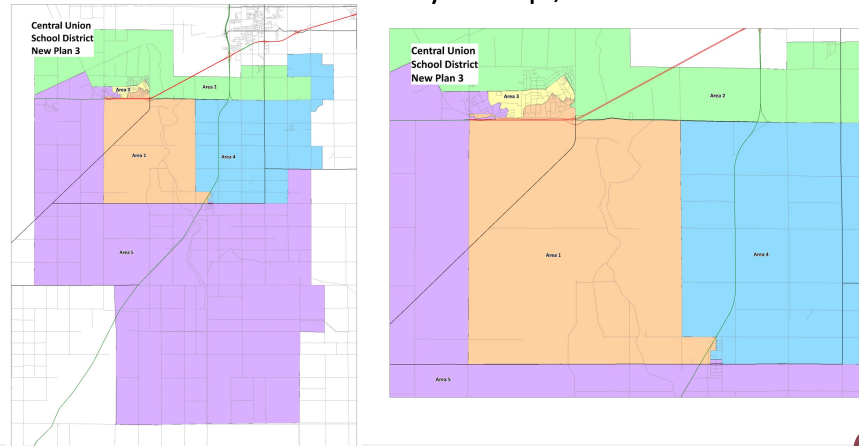 Central Union
School District
New Plan 3
Area 3
Area 2
Area 1
Area 4
Area 5
Central Union
School District
New Plan 3
Area 3
Area 2
Area 1
Area 4
Area 5